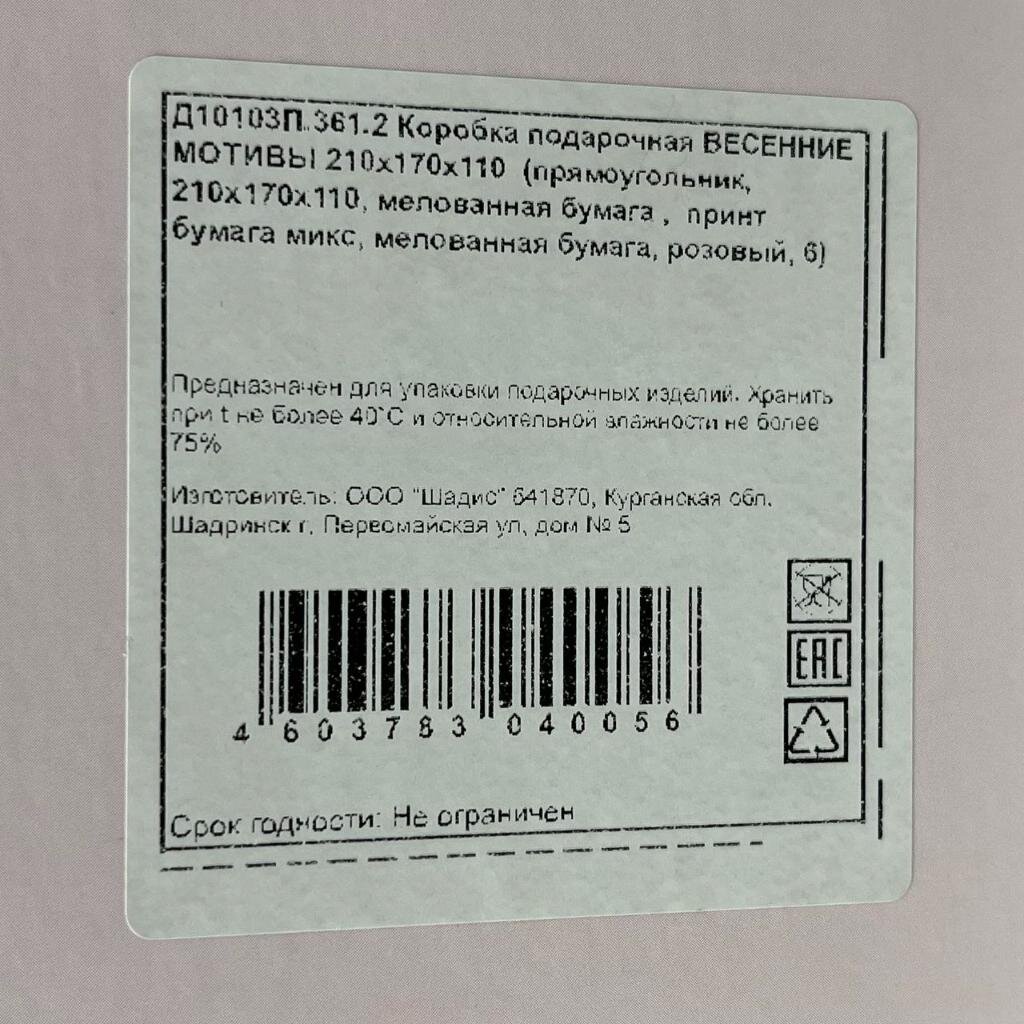 Д10103П.361.2 Коробка подарочная ВЕСЕННИЕ
МОТИВЫ 210х170х110 (прямоугольник,
210х170х110, мелованная бумага , принт
бумага микс, мелованная бумага, розовый, 6)
Предназначен для упаковки подарочных изделий. Хранить
при t не более 40°C и относительной влажности не более
75%
Изготовитель: ООО "Шадис" 641870, Курганская обл.
Шадринск г, Первомайская ул, дом № 5
4 603783 040056
EAC
Срок годности: Не ограничен